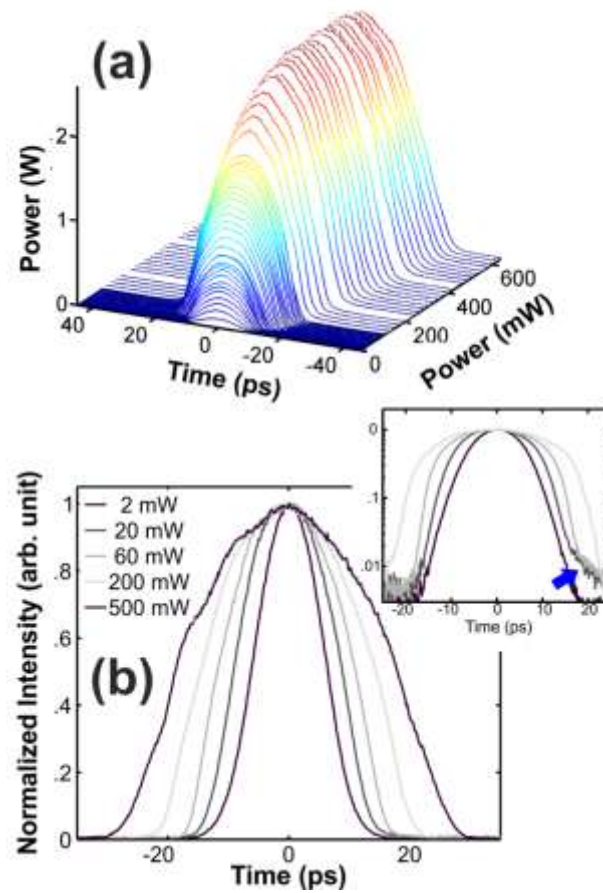 (a)
Power (W)
2
1
0
40
20
0
-20
-40
Time (ps)
0
200
400
600
Power (mW)
0
.1
.01
-20
-10
0
10
20
Time (ps)
Normalized Intensity (arb. unit)
1
.8
.6
.4
.2
0
2 mW
20 mW
60 mW
200 mW
500 mW
(b)
-20
0
20
Time (ps)